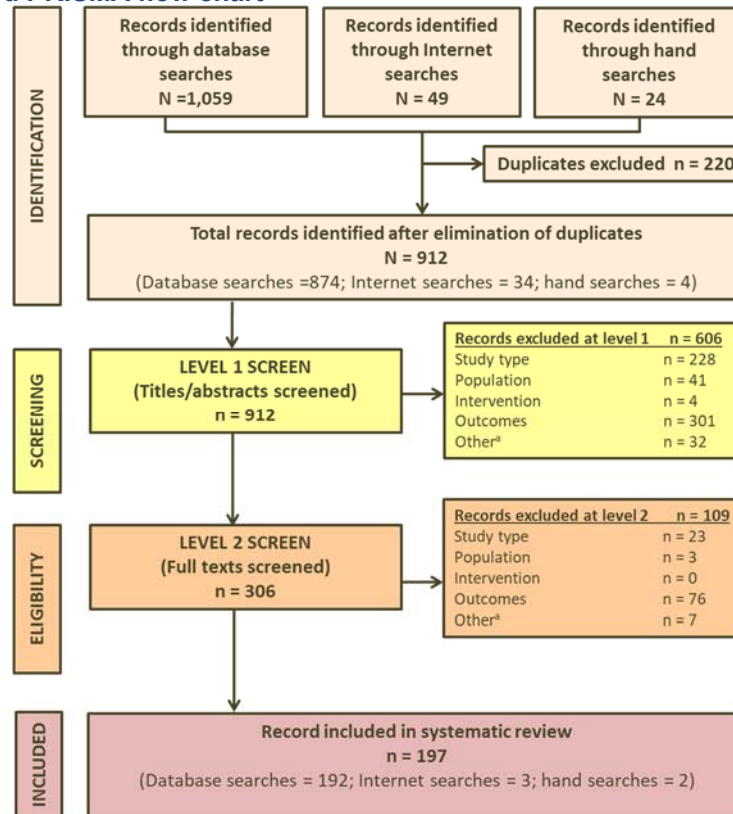 Records identified
through database
searches
N =1,059
Records identified
through Internet
searches
N = 49
Records identified
through hand
searches
N = 24
IDENTIFICATION
Duplicates excluded n = 220
Total records identified after elimination of duplicates
N = 912
(Database searches =874; Internet searches = 34; hand searches = 4)
SCREENING
LEVEL 1 SCREEN
(Titles/abstracts screened)
n = 912
Records excluded at level 1 n = 606
Study type n = 228
Population n = 41
Intervention n = 4
Outcomes n = 301
Otherᵃ n = 32
ELIGIBILITY
LEVEL 2 SCREEN
(Full texts screened)
n = 306
Records excluded at level 2 n = 109
Study type n = 23
Population n = 3
Intervention n = 0
Outcomes n = 76
Otherᵃ n = 7
INCLUDED
Record included in systematic review
n = 197
(Database searches = 192; Internet searches = 3; hand searches = 2)